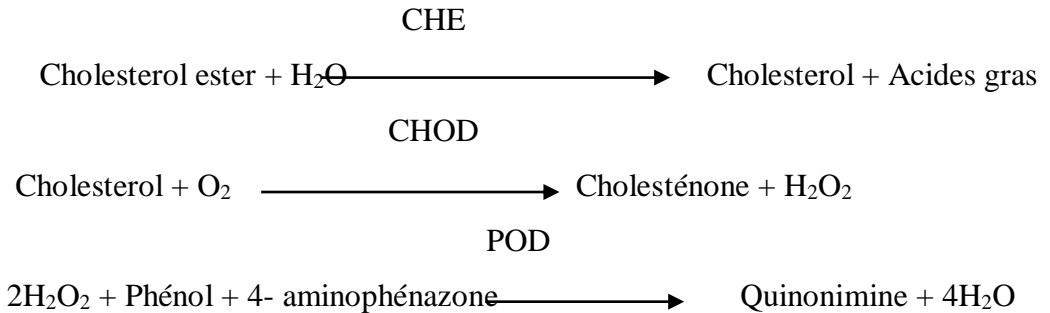 CHE
Cholesterol ester + H₂O → Cholesterol + Acides gras
CHOD
Cholesterol + O₂ → Cholesténone + H₂O₂
POD
2H₂O₂ + Phénol + 4- aminophénazone → Quinonimine + 4H₂O